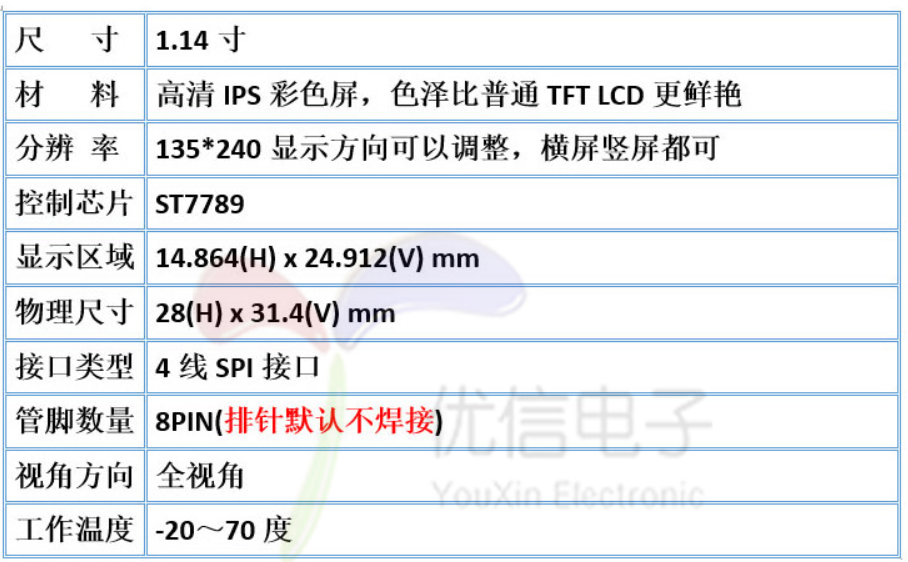 尺 寸 1.14 寸
材 料 高清 IPS 彩色屏，色泽比普通 TFT LCD 更鲜艳
分辨 率 135*240 显示方向可以调整，横屏竖屏都可
控制芯片 ST7789
显示区域 14.864(H) x 24.912(V) mm
物理尺寸 28(H) x 31.4(V) mm
接口类型 4 线 SPI 接口
管脚数量 8PIN(排针默认不焊接)
优信电子
视角方向 全视角
YouXin Electronic
工作温度 -20～70 度